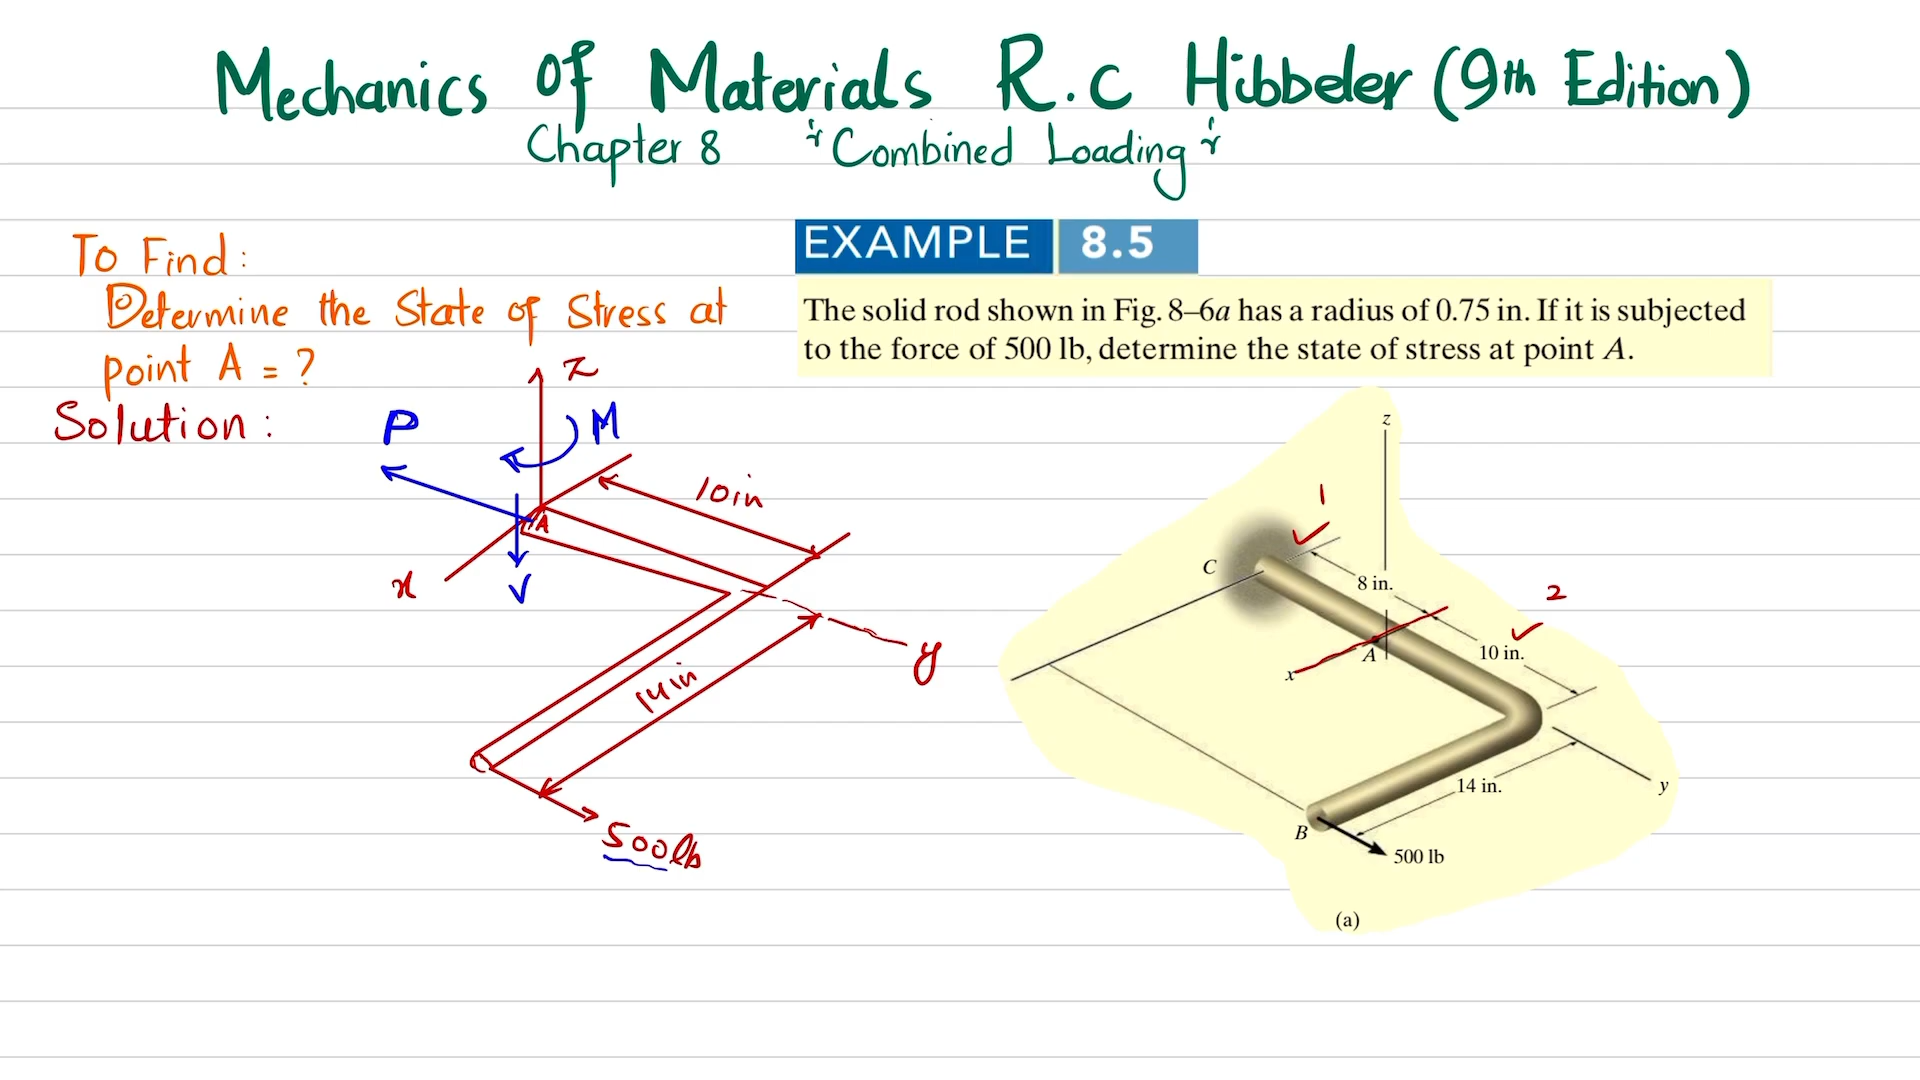 Mechanics of Materials R.C Hibbeler (9th Edition)
Chapter 8 "Combined Loading"
EXAMPLE 8.5
The solid rod shown in Fig. 8–6a has a radius of 0.75 in. If it is subjected
to the force of 500 lb, determine the state of stress at point A.
To Find:
Determine the State of Stress at
point A = ?
Solution:
z
P
M
10in
A
x
V
y
14in
500lb
z
1
C
8 in.
2
A
10 in.
x
14 in.
y
B
500 lb
(a)